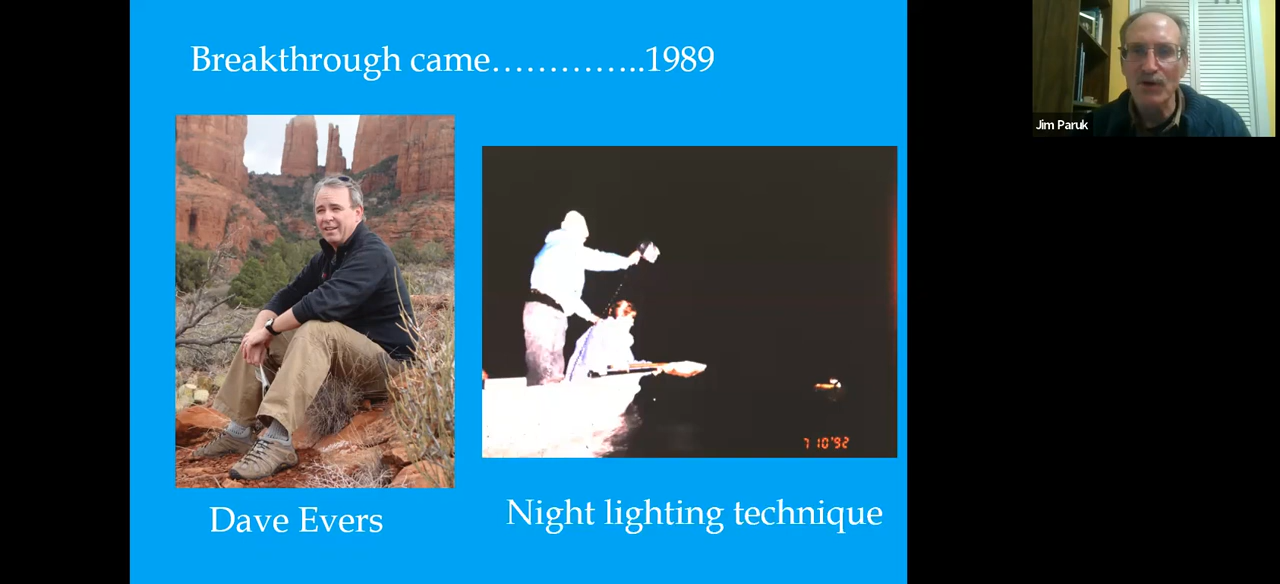 Breakthrough came…………..1989
Jim Paruk
7 10 '92
Dave Evers
Night lighting technique